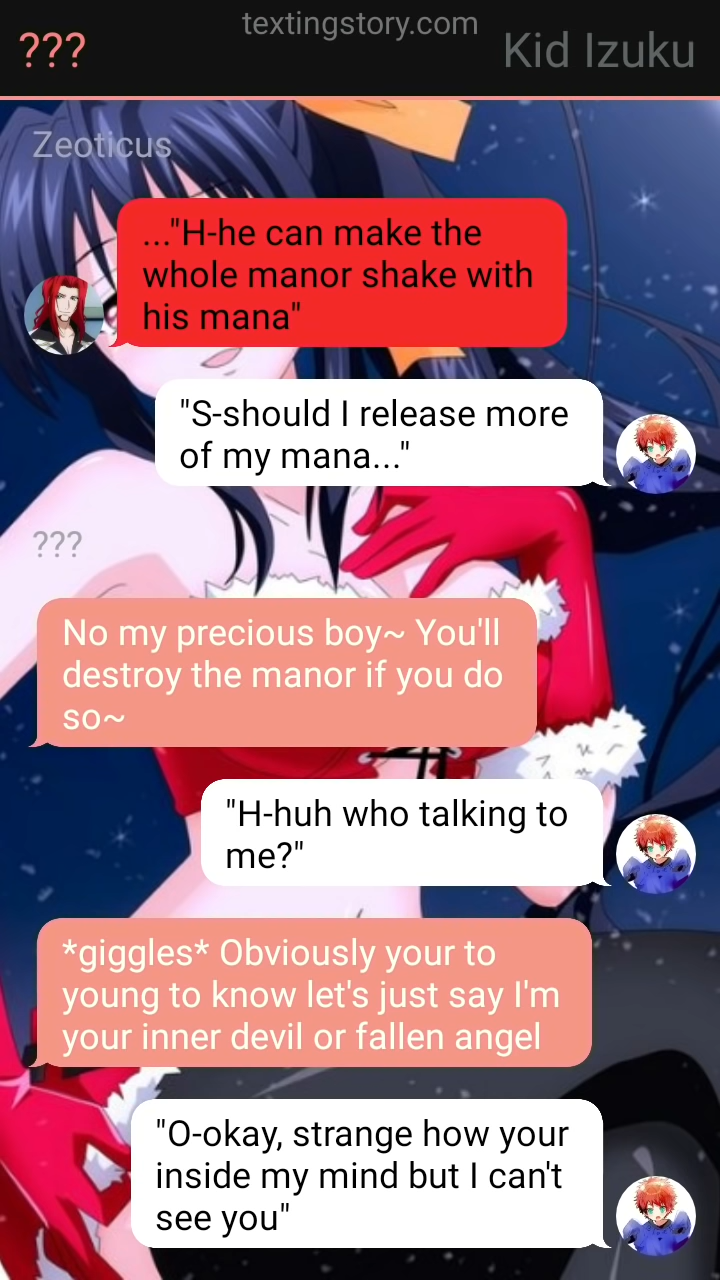 textingstory.com
??? Kid Izuku
Zeoticus
..."H-he can make the
whole manor shake with
his mana"
"S-should I release more
of my mana..."
???
No my precious boy~ You'll
destroy the manor if you do
so~
"H-huh who talking to
me?"
*giggles* Obviously your to
young to know let's just say I'm
your inner devil or fallen angel
"O-okay, strange how your
inside my mind but I can't
see you"